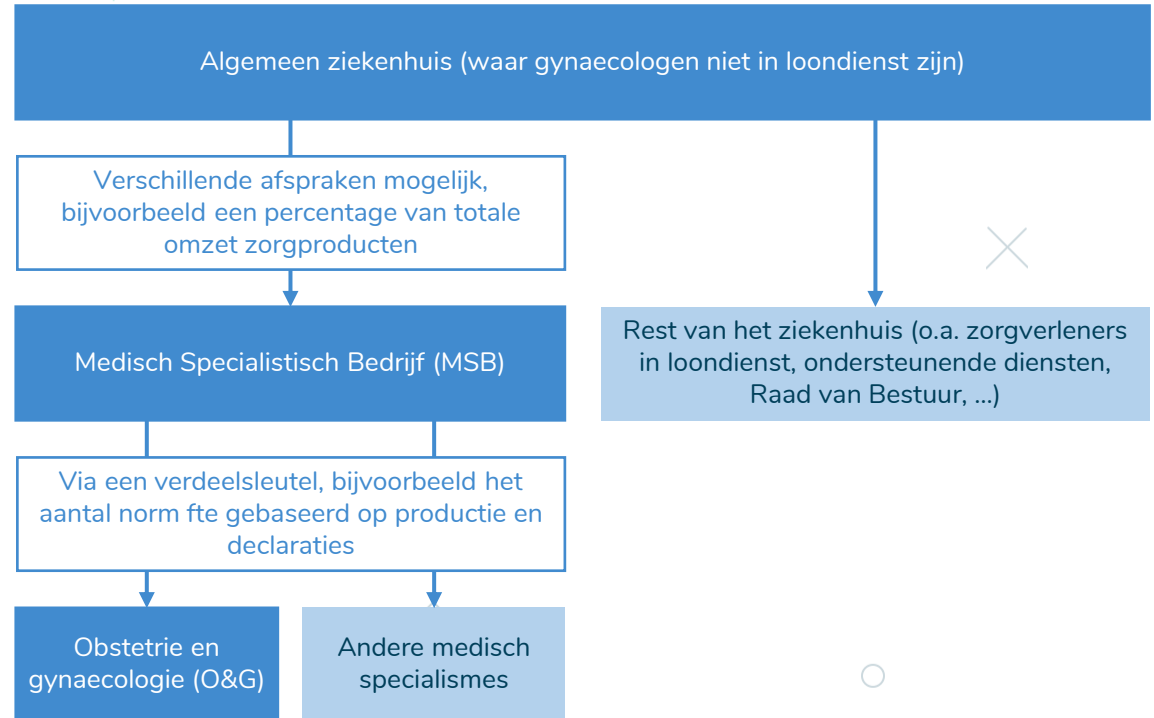 Algemeen ziekenhuis (waar gynaecologen niet in loondienst zijn)
Verschillende afspraken mogelijk,
bijvoorbeeld een percentage van totale
omzet zorgproducten
Medisch Specialistisch Bedrijf (MSB)
Rest van het ziekenhuis (o.a. zorgverleners
in loondienst, ondersteunende diensten,
Raad van Bestuur, ...)
Via een verdeelsleutel, bijvoorbeeld het
aantal norm fte gebaseerd op productie en
declaraties
Obstetrie en
gynaecologie (O&G)
Andere medisch
specialismes